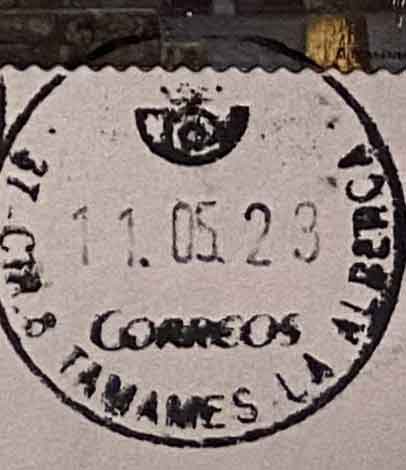 11.05.23
CORREOS
37 CTR.8 TAMAMES-LA ALBERCA